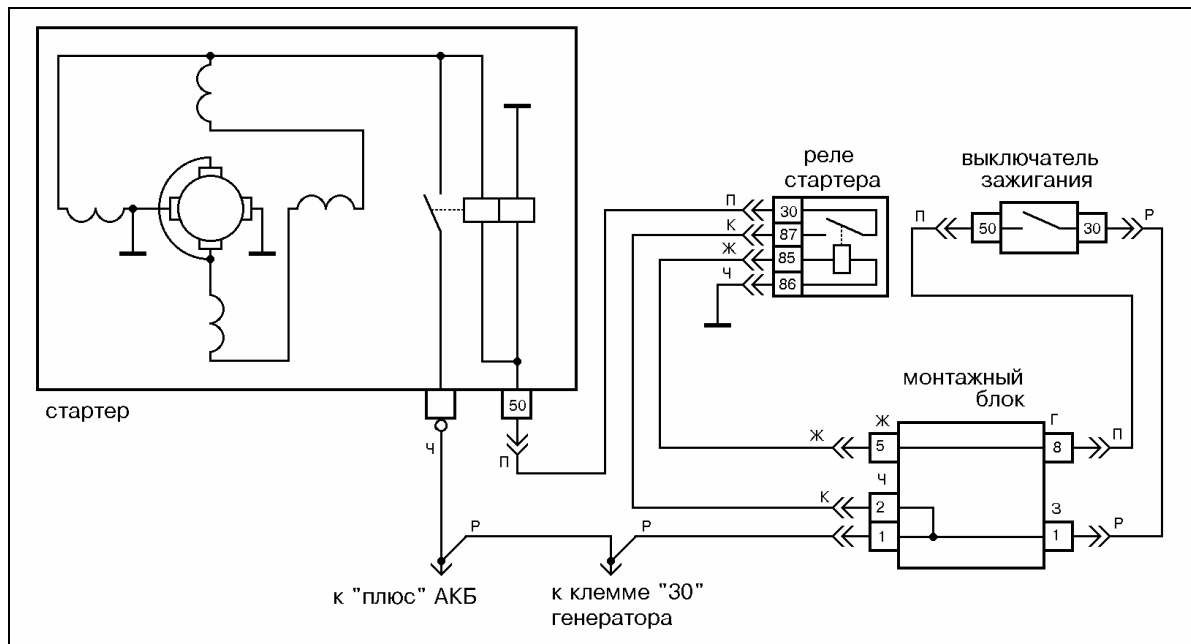 реле
стартера
выключатель
зажигания
П
30
К
87
Ж
85
Ч
86
П
50
30
Р
стартер
50
Ч
П
монтажный
блок
Ж
Ж
5
Г
8
П
Ч
К
2
1
З
1
Р
Р
Р
к "плюс" АКБ
к клемме "30"
генератора